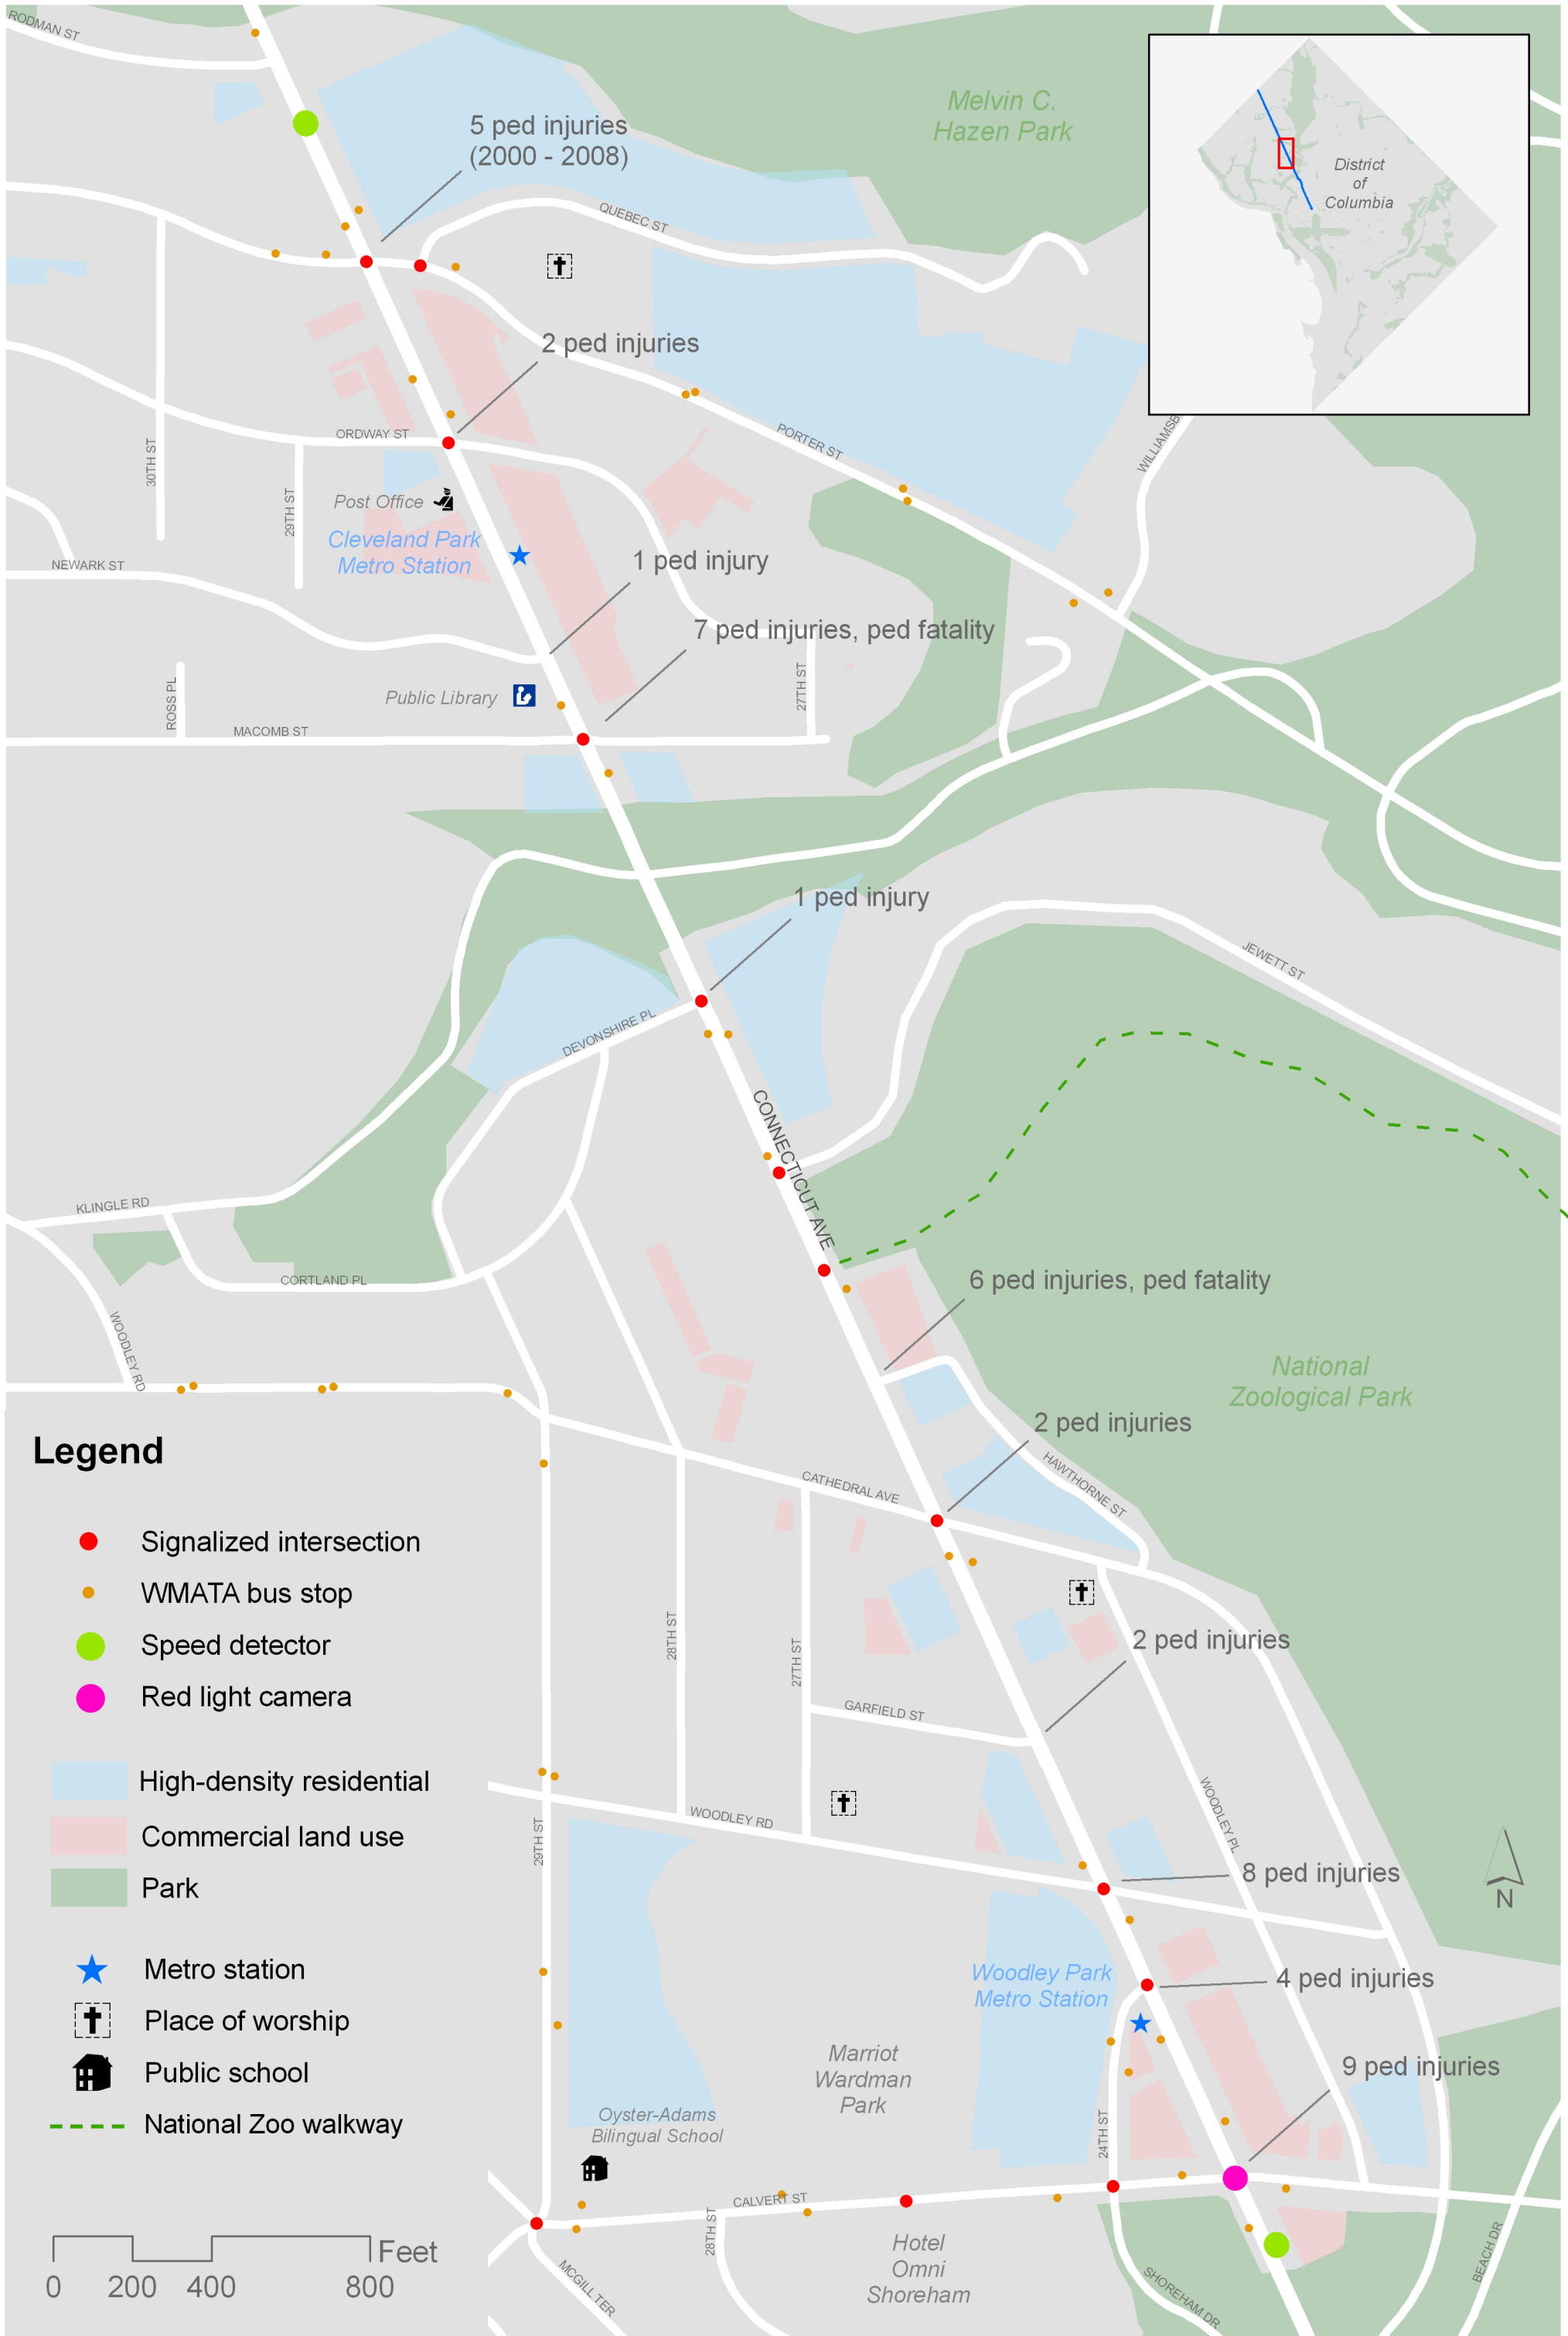 RODMAN ST
Melvin C.
Hazen Park
5 ped injuries
(2000 - 2008)
District
of
Columbia
QUEBEC ST
2 ped injuries
PORTER ST
ORDWAY ST
30TH ST
29TH ST
Post Office
Cleveland Park
Metro Station
NEWARK ST
1 ped injury
7 ped injuries, ped fatality
27TH ST
ROSS PL
Public Library
MACOMB ST
1 ped injury
JEWETT ST
DEVONSHIRE PL
CONNECTICUT AVE
KLINGLE RD
CORTLAND PL
WOODLEY RD
6 ped injuries, ped fatality
National
Zoological Park
2 ped injuries
HAWTHORNE ST
CATHEDRAL AVE
28TH ST
27TH ST
2 ped injuries
GARFIELD ST
WOODLEY PL
WOODLEY RD
29TH ST
8 ped injuries
N
Woodley Park
Metro Station
4 ped injuries
Marriot
Wardman
Park
9 ped injuries
Oyster-Adams
Bilingual School
24TH ST
CALVERT ST
28TH ST
Hotel
Omni
Shoreham
MCGILL TER
SHOREHAM DR
BEACH DR
Legend
Signalized intersection
WMATA bus stop
Speed detector
Red light camera
High-density residential
Commercial land use
Park
Metro station
Place of worship
Public school
National Zoo walkway
Feet
0 200 400 800